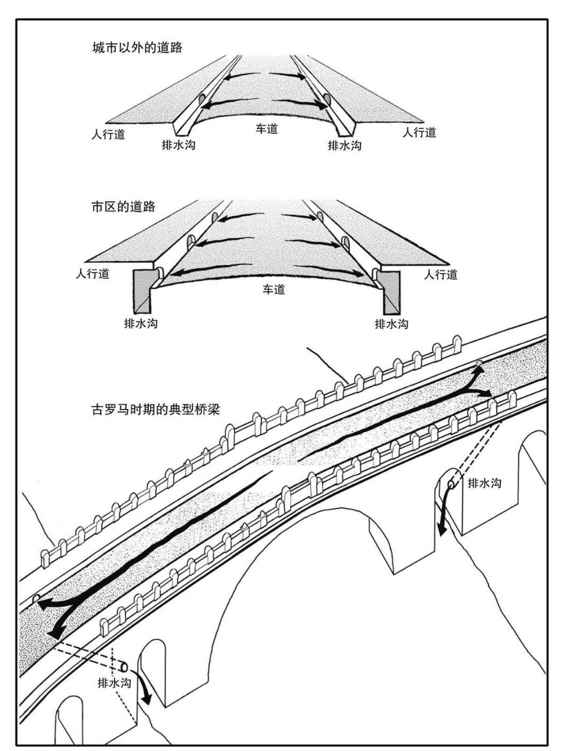 城市以外的道路
人行道
排水沟
车道
排水沟
人行道
市区的道路
人行道
排水沟
车道
排水沟
人行道
古罗马时期的典型桥梁
排水沟
排水沟